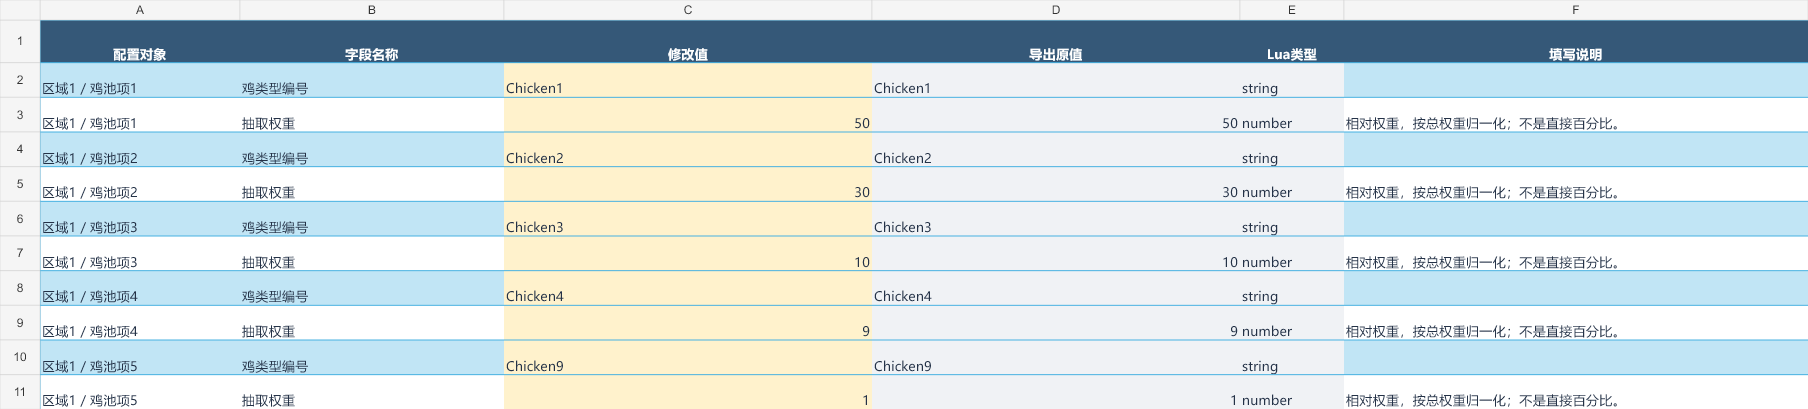 A B C D E F
1 配置对象 字段名称 修改值 导出原值 Lua类型 填写说明
2 区域1 / 鸡池项1 鸡类型编号 Chicken1 Chicken1 string
3 区域1 / 鸡池项1 抽取权重 50 50 number 相对权重，按总权重归一化；不是直接百分比。
4 区域1 / 鸡池项2 鸡类型编号 Chicken2 Chicken2 string
5 区域1 / 鸡池项2 抽取权重 30 30 number 相对权重，按总权重归一化；不是直接百分比。
6 区域1 / 鸡池项3 鸡类型编号 Chicken3 Chicken3 string
7 区域1 / 鸡池项3 抽取权重 10 10 number 相对权重，按总权重归一化；不是直接百分比。
8 区域1 / 鸡池项4 鸡类型编号 Chicken4 Chicken4 string
9 区域1 / 鸡池项4 抽取权重 9 9 number 相对权重，按总权重归一化；不是直接百分比。
10 区域1 / 鸡池项5 鸡类型编号 Chicken9 Chicken9 string
11 区域1 / 鸡池项5 抽取权重 1 1 number 相对权重，按总权重归一化；不是直接百分比。